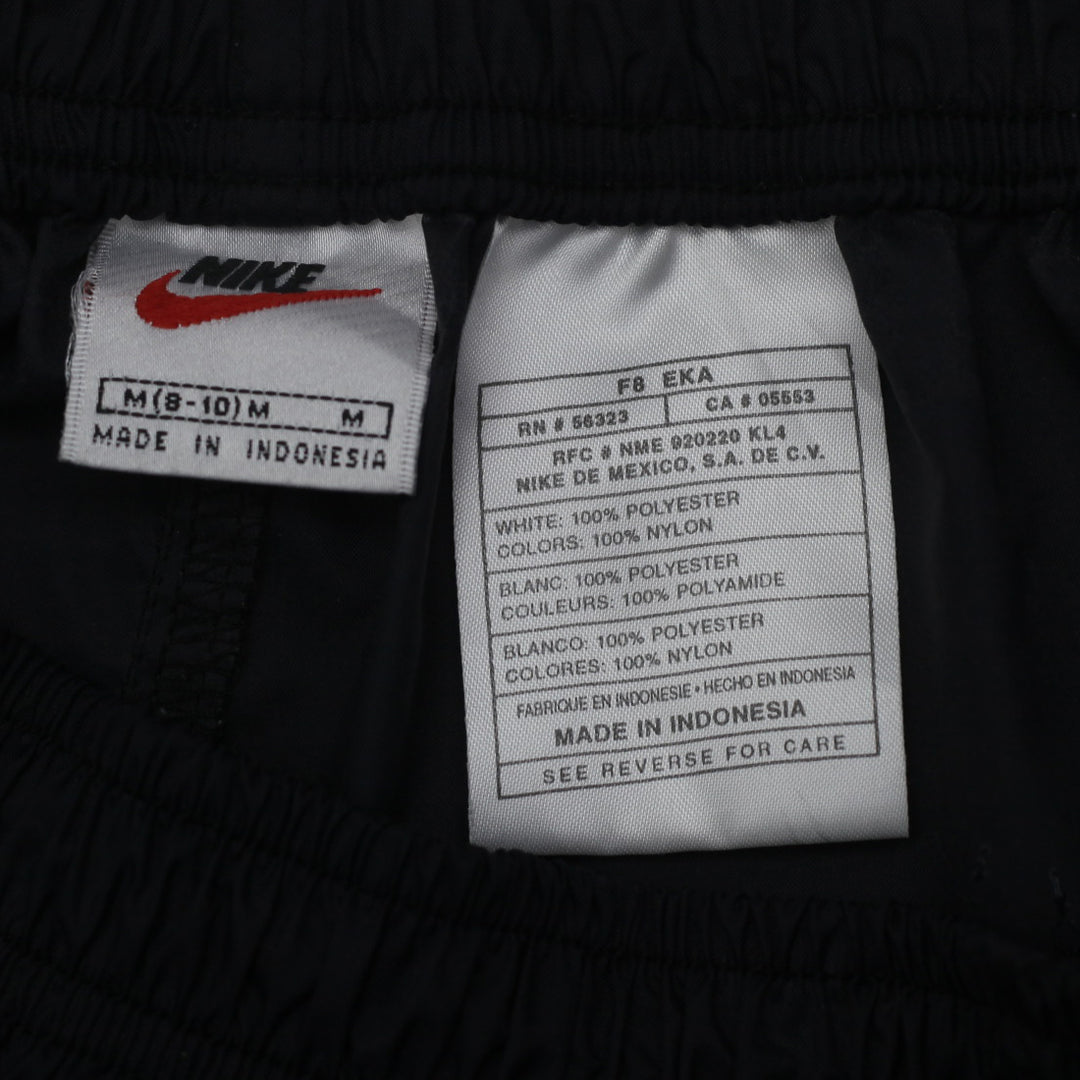 NIKE
M(8-10)M M
MADE IN INDONESIA
F8 EKA
RN # 56323 CA # 05553
RFC # NME 920220 KL4
NIKE DE MEXICO, S.A. DE C.V.
WHITE: 100% POLYESTER
COLORS: 100% NYLON
BLANC: 100% POLYESTER
COULEURS: 100% POLYAMIDE
BLANCO: 100% POLYESTER
COLORES: 100% NYLON
FABRIQUE EN INDONESIE • HECHO EN INDONESIA
MADE IN INDONESIA
SEE REVERSE FOR CARE